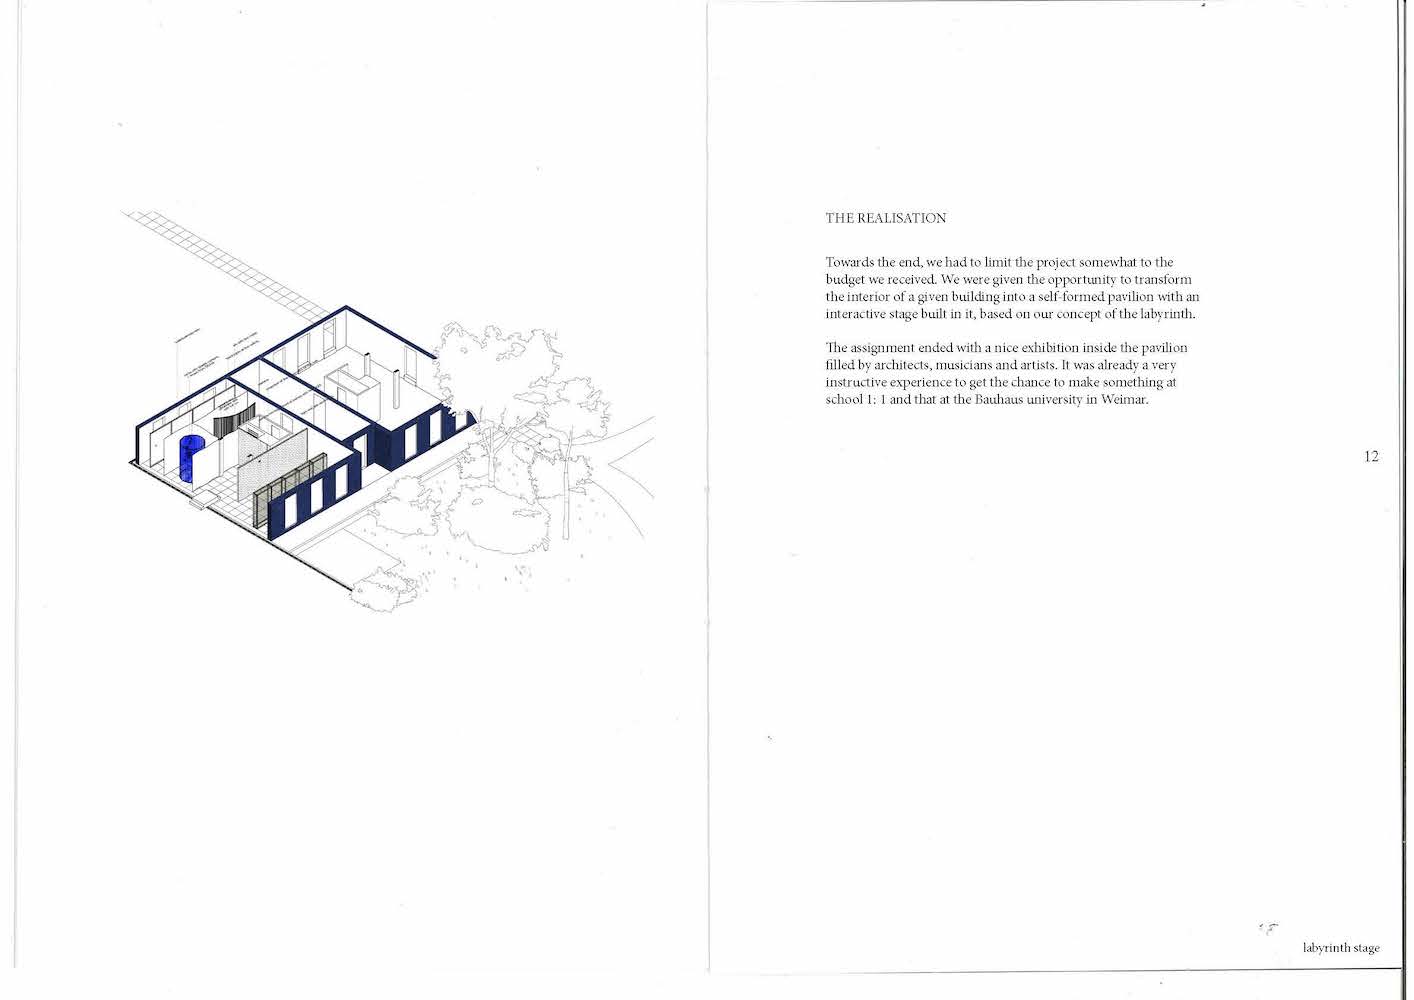 THE REALISATION
Towards the end, we had to limit the project somewhat to the
budget we received. We were given the opportunity to transform
the interior of a given building into a self-formed pavilion with an
interactive stage built in it, based on our concept of the labyrinth.
The assignment ended with a nice exhibition inside the pavilion
filled by architects, musicians and artists. It was already a very
instructive experience to get the chance to make something at
school 1: 1 and that at the Bauhaus university in Weimar.
12
labyrinth stage